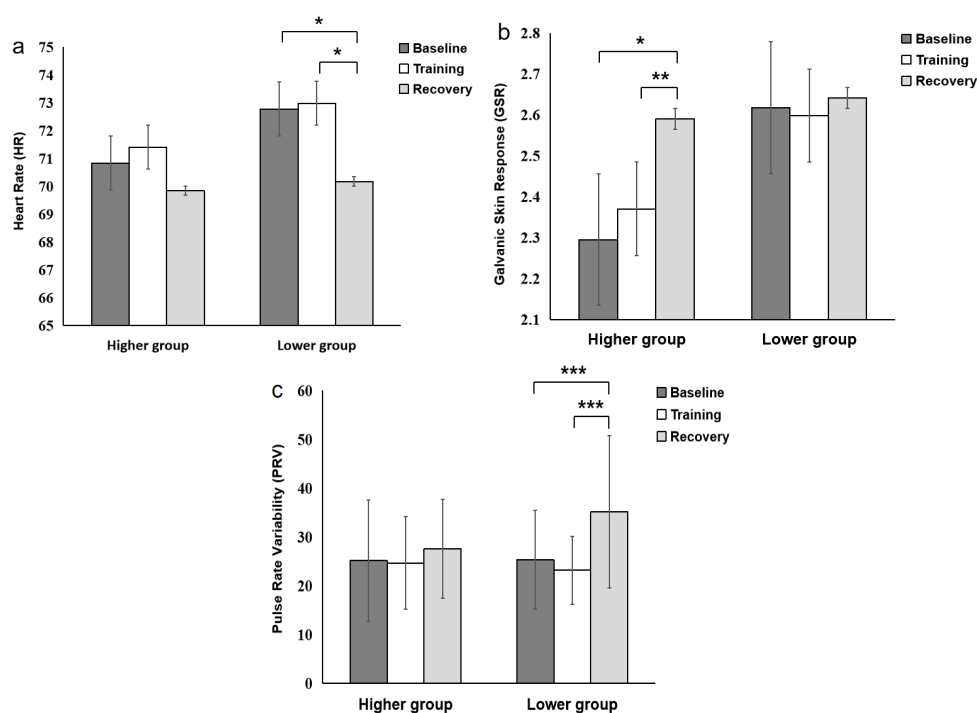 a
75
74
73
72
71
70
69
68
67
66
65
Heart Rate (HR)
* 
*
Baseline
Training
Recovery
Higher group
Lower group
b
2.8
2.7
2.6
2.5
2.4
2.3
2.2
2.1
Galvanic Skin Response (GSR)
*
**
Baseline
Training
Recovery
Higher group
Lower group
c
60
50
40
30
20
10
0
Pulse Rate Variability (PRV)
***
***
Baseline
Training
Recovery
Higher group
Lower group